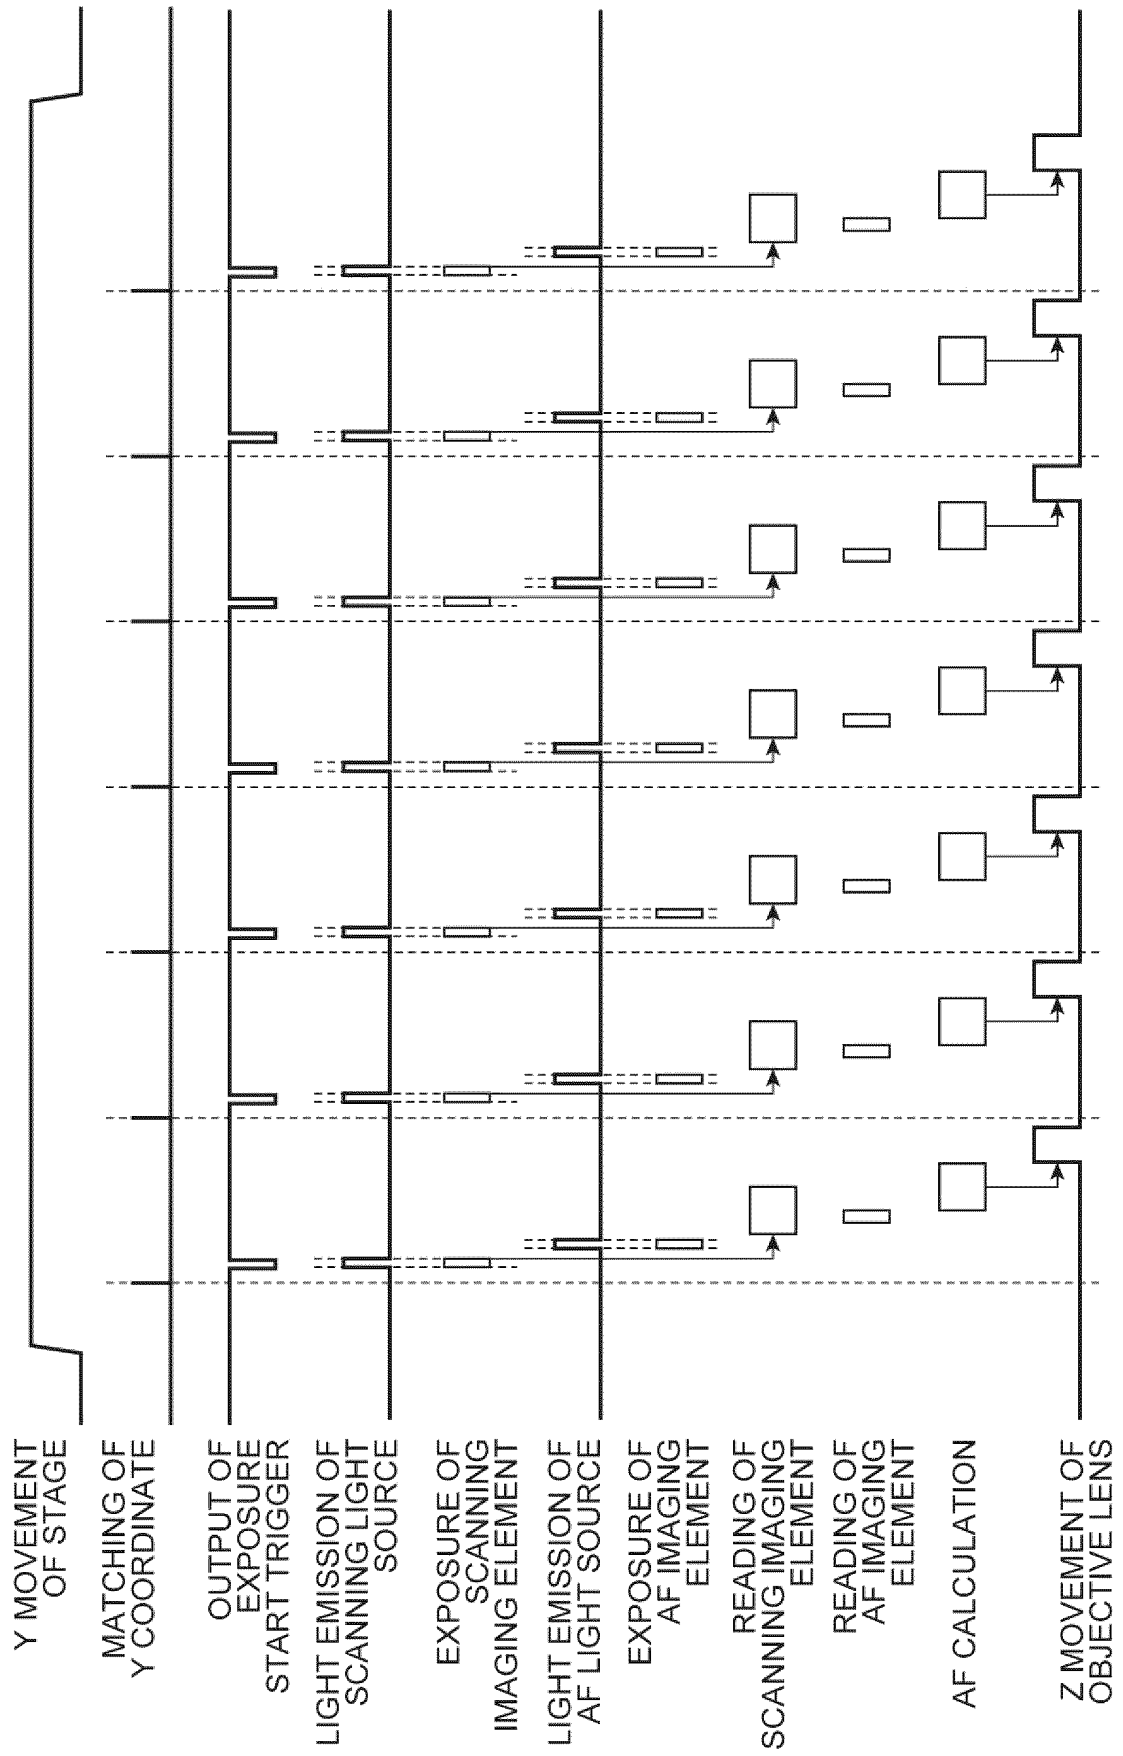 Y MOVEMENT
OF STAGE
MATCHING OF
Y COORDINATE
OUTPUT OF
EXPOSURE
START TRIGGER
LIGHT EMISSION OF
SCANNING LIGHT
SOURCE
EXPOSURE OF
SCANNING
IMAGING ELEMENT
LIGHT EMISSION OF
AF LIGHT SOURCE
EXPOSURE OF
AF IMAGING
ELEMENT
READING OF
SCANNING IMAGING
ELEMENT
READING OF
AF IMAGING
ELEMENT
AF CALCULATION
Z MOVEMENT OF
OBJECTIVE LENS